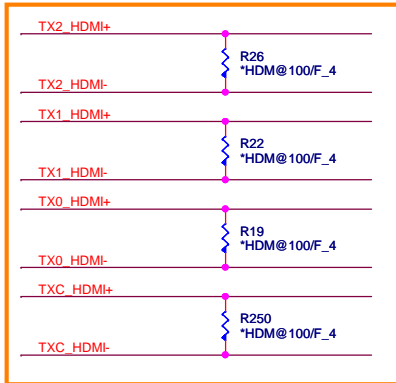 TX2_HDMI+
R26
*HDM@100/F_4
TX2_HDMI-
TX1_HDMI+
R22
*HDM@100/F_4
TX1_HDMI-
TX0_HDMI+
R19
*HDM@100/F_4
TX0_HDMI-
TXC_HDMI+
R250
*HDM@100/F_4
TXC_HDMI-